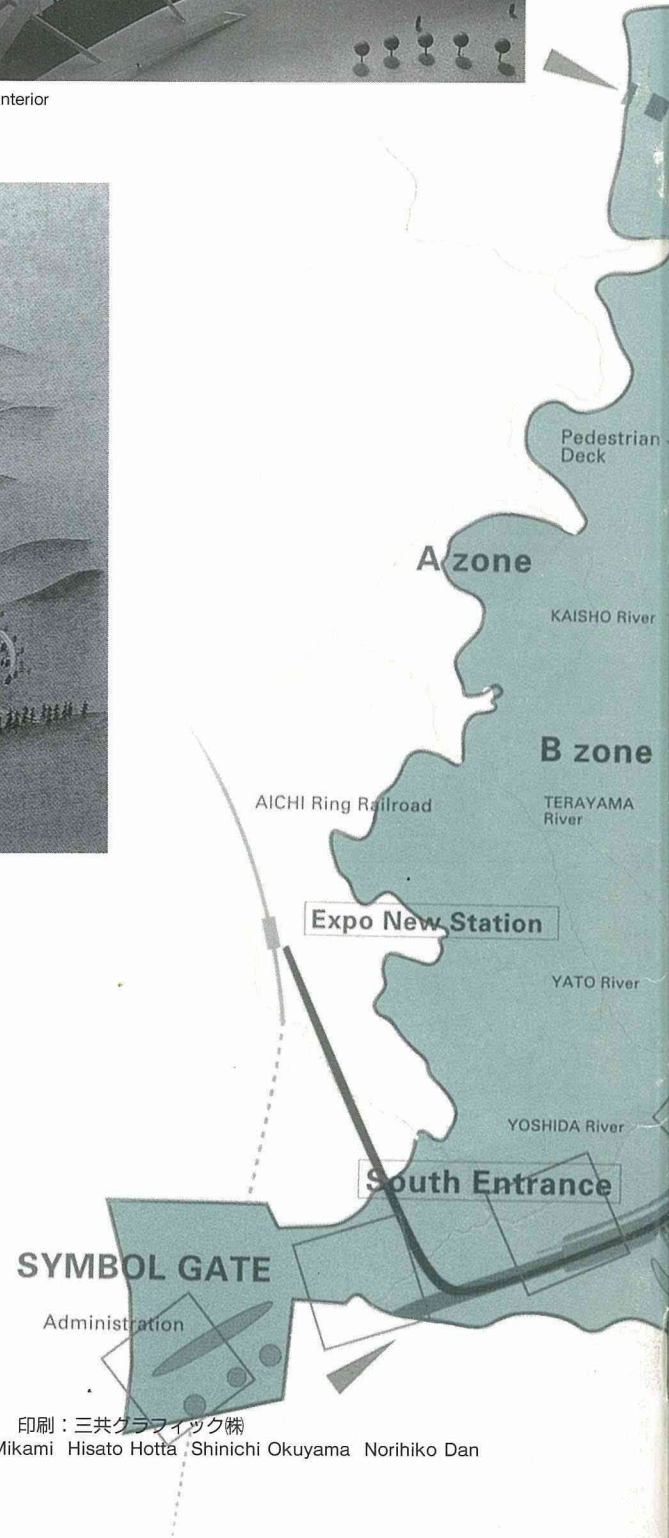 nterior
Pedestrian
Deck
A zone
KAISHO River
B zone
AICHI Ring Railroad
TERAYAMA
River
Expo New Station
YATO River
YOSHIDA River
South Entrance
SYMBOL GATE
Administration
印刷：三共グラフィック㈱
Mikami Hisato Hotta Shinichi Okuyama Norihiko Dan